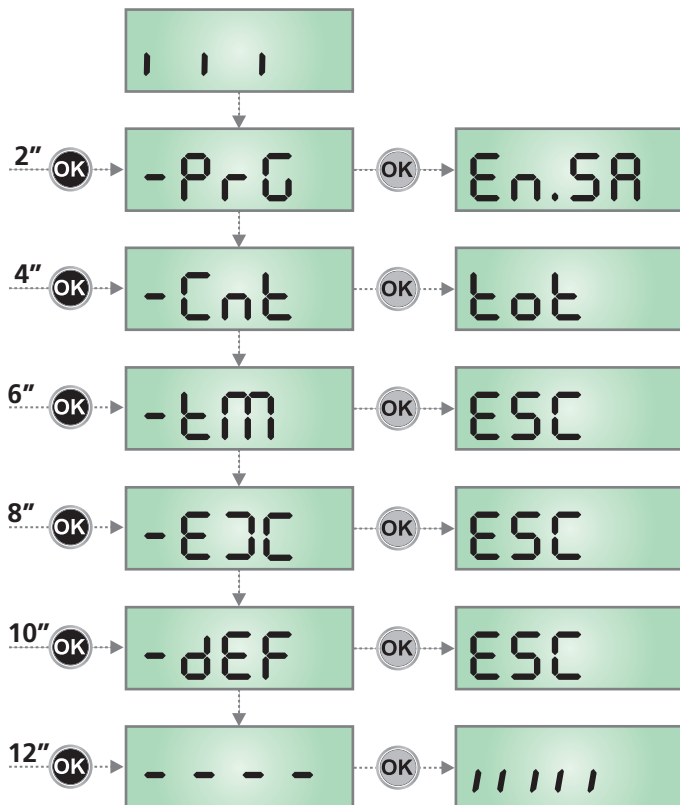 ı ı ı
2” OK -PrG OK En.SA
4” OK -Cnt OK tot
6” OK -tM OK ESC
8” OK -EJC OK ESC
10” OK -dEF OK ESC
12” OK - - - - OK ı ı ı ı ı